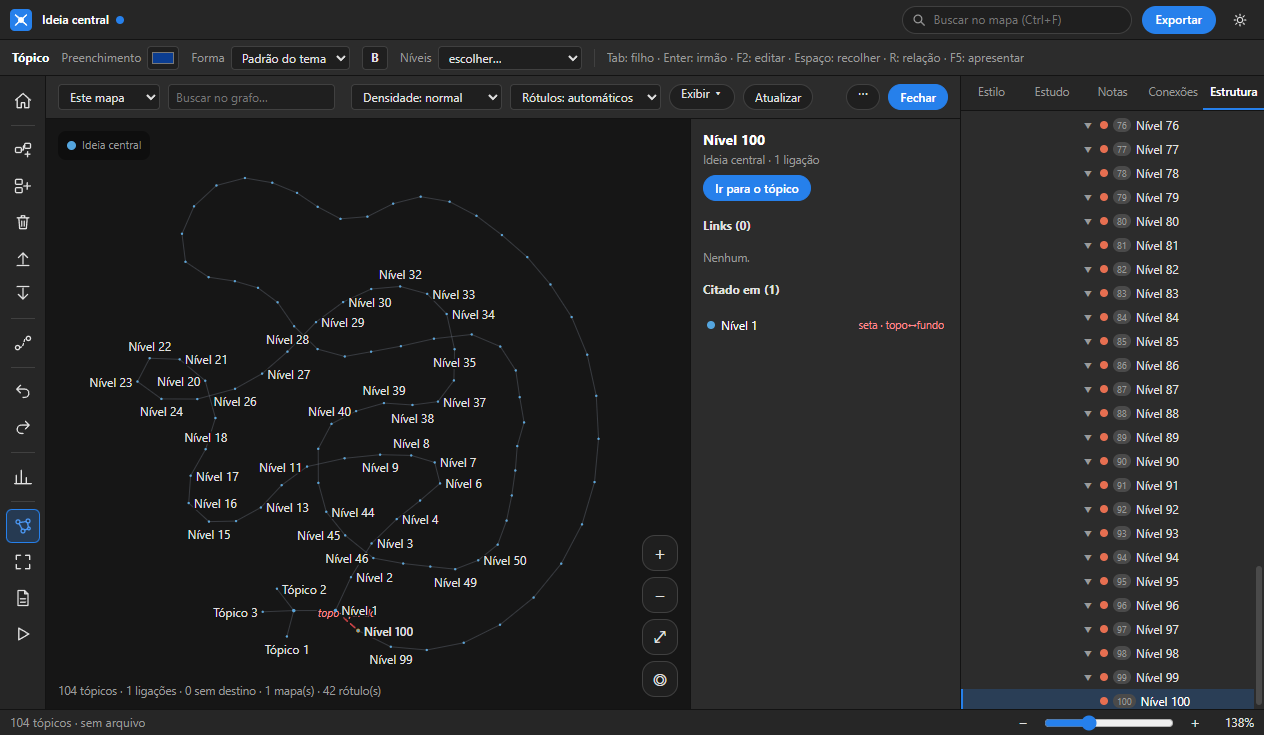 Ideia central
Buscar no mapa (Ctrl+F)
Exportar
Tópico
Preenchimento
Forma
Padrão do tema
B
Níveis
escolher...
Tab: filho · Enter: irmão · F2: editar · Espaço: recolher · R: relação · F5: apresentar
Este mapa
Buscar no grafo...
Densidade: normal
Rótulos: automáticos
Exibir
Atualizar
...
Fechar
Ideia central
Nível 32
Nível 33
Nível 30
Nível 34
Nível 29
Nível 28
Nível 22
Nível 21
Nível 35
Nível 27
Nível 23
Nível 20
Nível 39
Nível 26
Nível 37
Nível 24
Nível 40
Nível 38
Nível 18
Nível 8
Nível 11
Nível 9
Nível 7
Nível 17
Nível 6
Nível 16
Nível 13
Nível 44
Nível 4
Nível 15
Nível 45
Nível 3
Nível 46
Nível 50
Nível 2
Nível 49
Tópico 2
Tópico 3
Nível 1
Nível 100
Tópico 1
Nível 99
104 tópicos · 1 ligações · 0 sem destino · 1 mapa(s) · 42 rótulo(s)
+
−
Nível 100
Ideia central · 1 ligação
Ir para o tópico
Links (0)
Nenhum.
Citado em (1)
Nível 1
seta · topo↔fundo
Estilo
Estudo
Notas
Conexões
Estrutura
76 Nível 76
77 Nível 77
78 Nível 78
79 Nível 79
80 Nível 80
81 Nível 81
82 Nível 82
83 Nível 83
84 Nível 84
85 Nível 85
86 Nível 86
87 Nível 87
88 Nível 88
89 Nível 89
90 Nível 90
91 Nível 91
92 Nível 92
93 Nível 93
94 Nível 94
95 Nível 95
96 Nível 96
97 Nível 97
98 Nível 98
99 Nível 99
100 Nível 100
104 tópicos · sem arquivo
−
+
138%